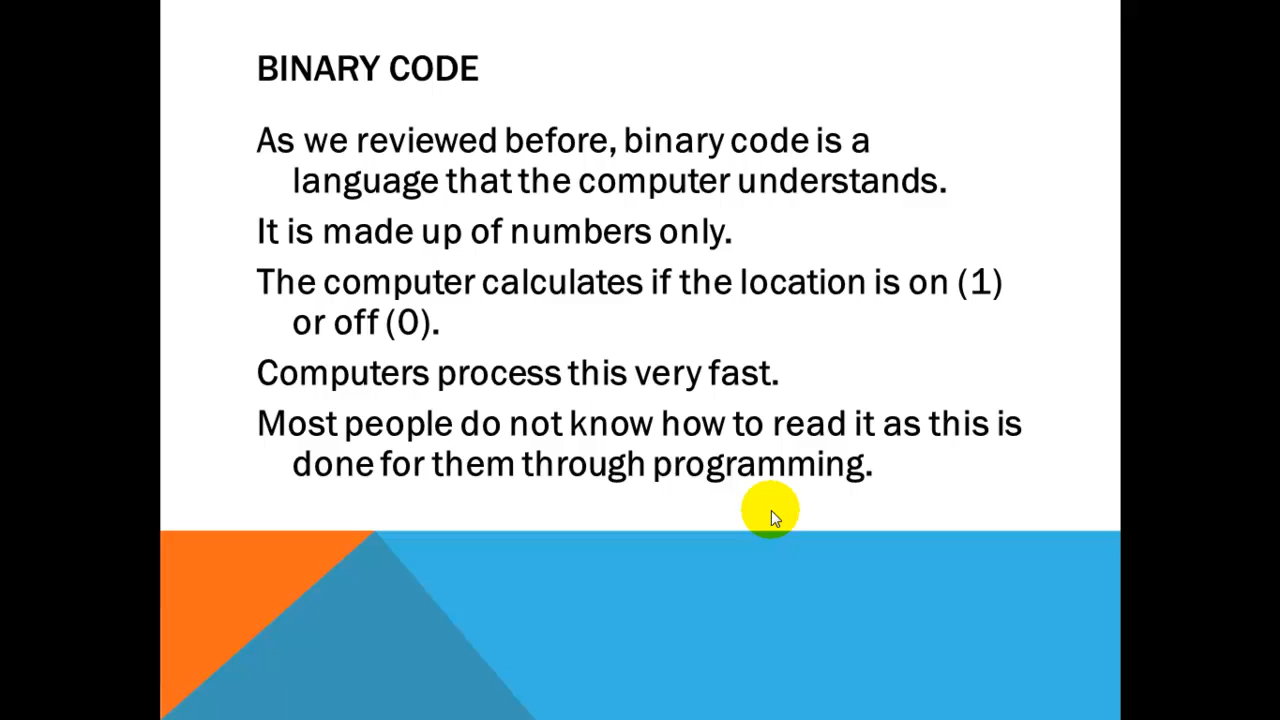 BINARY CODE
As we reviewed before, binary code is a
language that the computer understands.
It is made up of numbers only.
The computer calculates if the location is on (1)
or off (0).
Computers process this very fast.
Most people do not know how to read it as this is
done for them through programming.